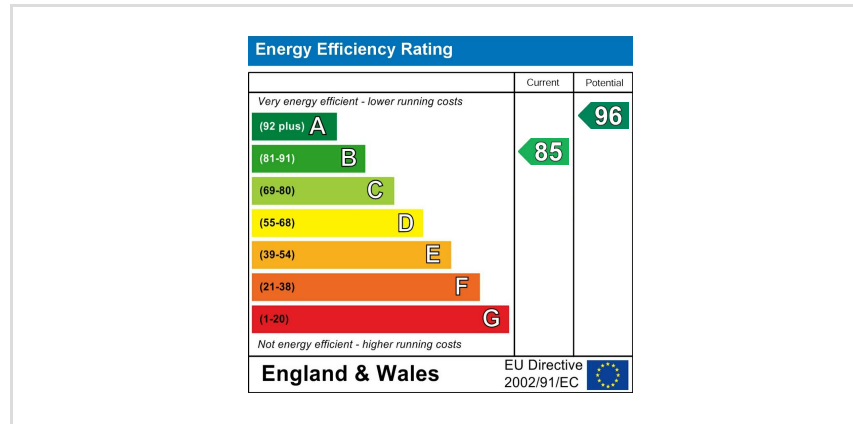 Energy Efficiency Rating
Current Potential
Very energy efficient - lower running costs
(92 plus) A
96
(81-91) B
85
(69-80) C
(55-68) D
(39-54) E
(21-38) F
(1-20) G
Not energy efficient - higher running costs
England & Wales
EU Directive
2002/91/EC